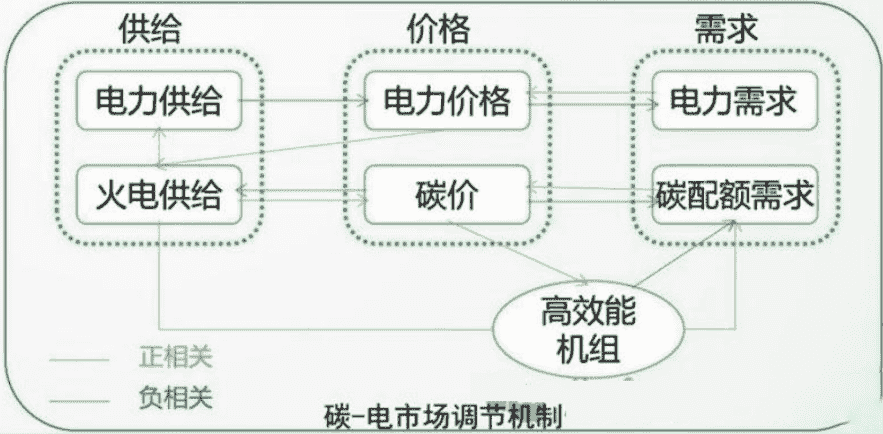 供给 价格 需求
电力供给 电力价格 电力需求
火电供给 碳价 碳配额需求
高效能
机组
正相关
负相关
碳-电市场调节机制